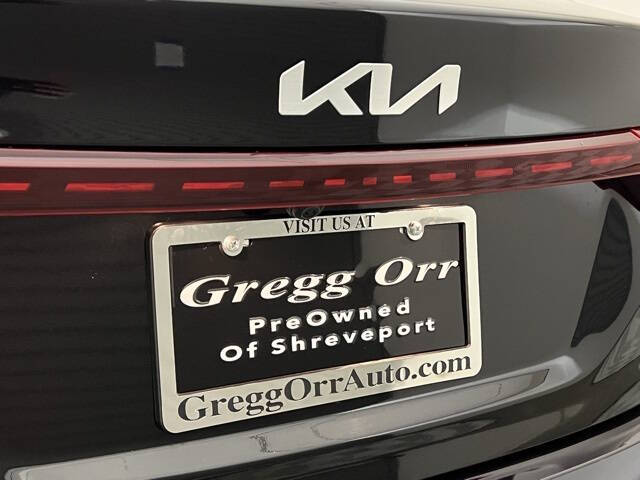 KIA
VISIT US AT
Gregg Orr
PreOwned
Of Shreveport
GreggOrrAuto.com